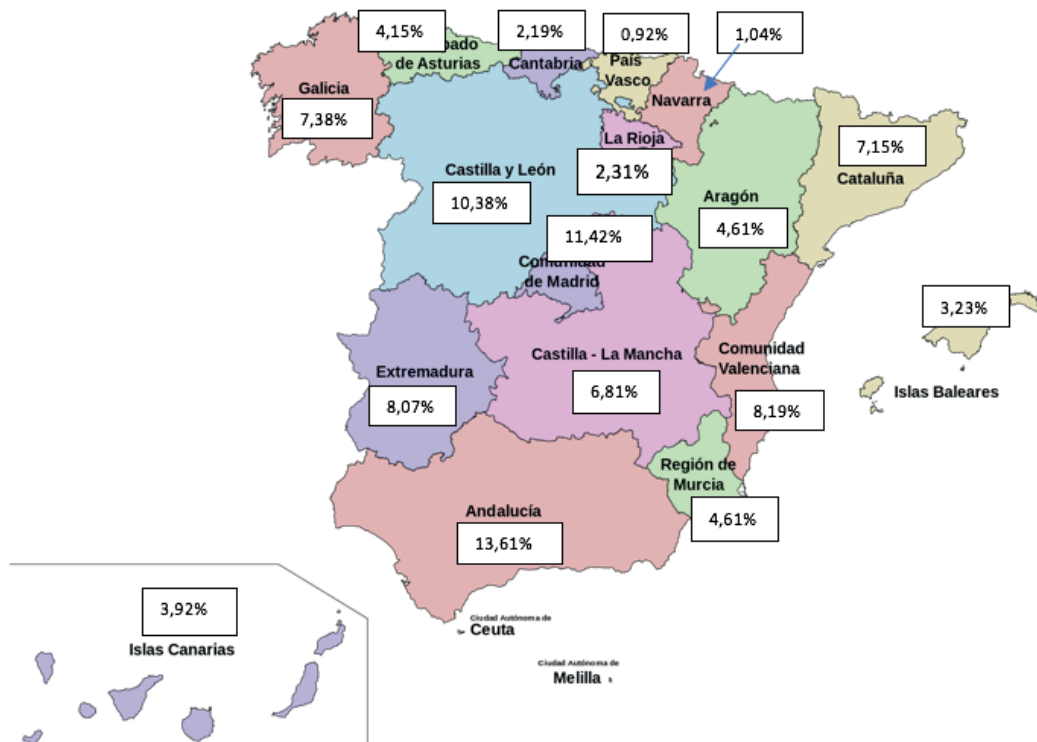 4,15%
2,19%
0,92%
1,04%
bado
de Asturias
Cantabria
País
Vasco
Navarra
Galicia
7,38%
La Rioja
2,31%
7,15%
Cataluña
Castilla y León
10,38%
Aragón
4,61%
11,42%
Comunidad
de Madrid
3,23%
Islas Baleares
Castilla - La Mancha
6,81%
Comunidad
Valenciana
8,19%
Extremadura
8,07%
Región de
Murcia
4,61%
Andalucía
13,61%
3,92%
Islas Canarias
Ciudad Autónoma de
Ceuta
Ciudad Autónoma de
Melilla